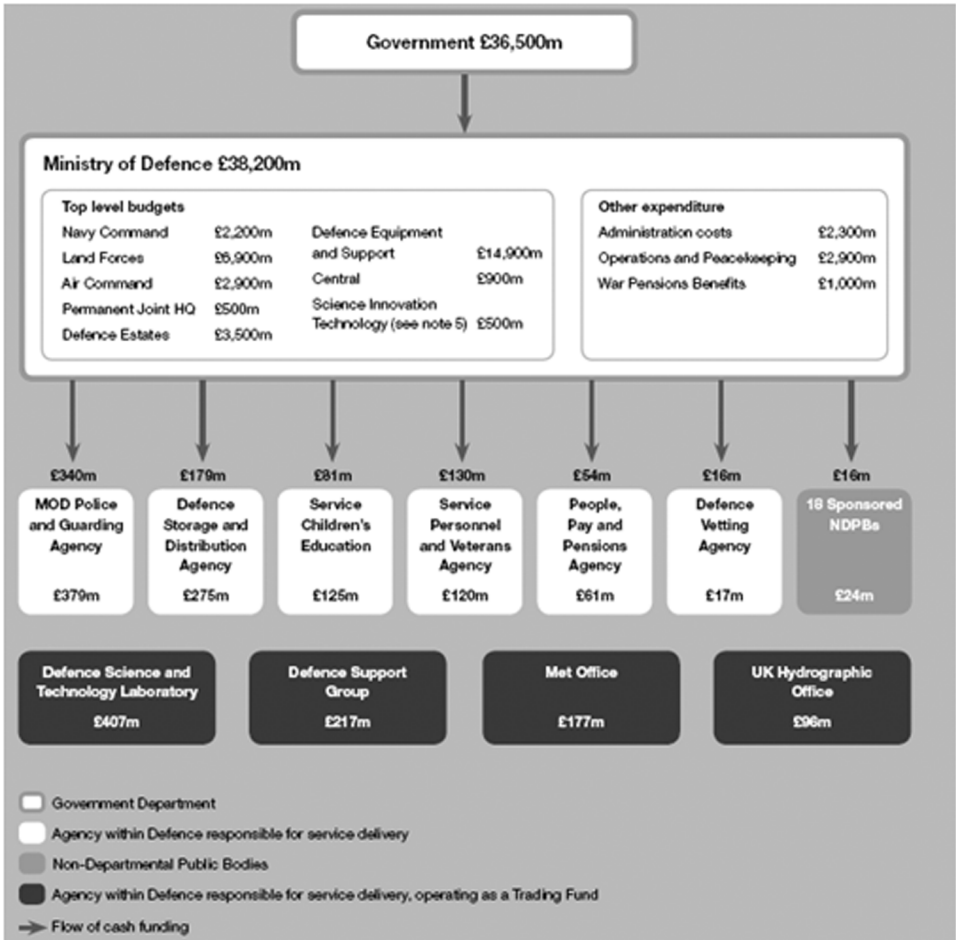 Government £36,500m
Ministry of Defence £38,200m
Top level budgets
Navy Command £2,200m
Land Forces £6,900m
Air Command £2,900m
Permanent Joint HQ £500m
Defence Estates £3,500m
Defence Equipment
and Support £14,900m
Central £900m
Science Innovation
Technology (see note 5) £500m
Other expenditure
Administration costs £2,300m
Operations and Peacekeeping £2,900m
War Pensions Benefits £1,000m
£340m
MOD Police
and Guarding
Agency
£379m
£179m
Defence
Storage and
Distribution
Agency
£275m
£81m
Service
Children's
Education
£125m
£130m
Service
Personnel
and Veterans
Agency
£120m
£54m
People,
Pay and
Pensions
Agency
£61m
£16m
Defence
Vetting
Agency
£17m
£16m
18 Sponsored
NDPBs
£24m
Defence Science and
Technology Laboratory
£407m
Defence Support
Group
£217m
Met Office
£177m
UK Hydrographic
Office
£96m
Government Department
Agency within Defence responsible for service delivery
Non-Departmental Public Bodies
Agency within Defence responsible for service delivery, operating as a Trading Fund
Flow of cash funding